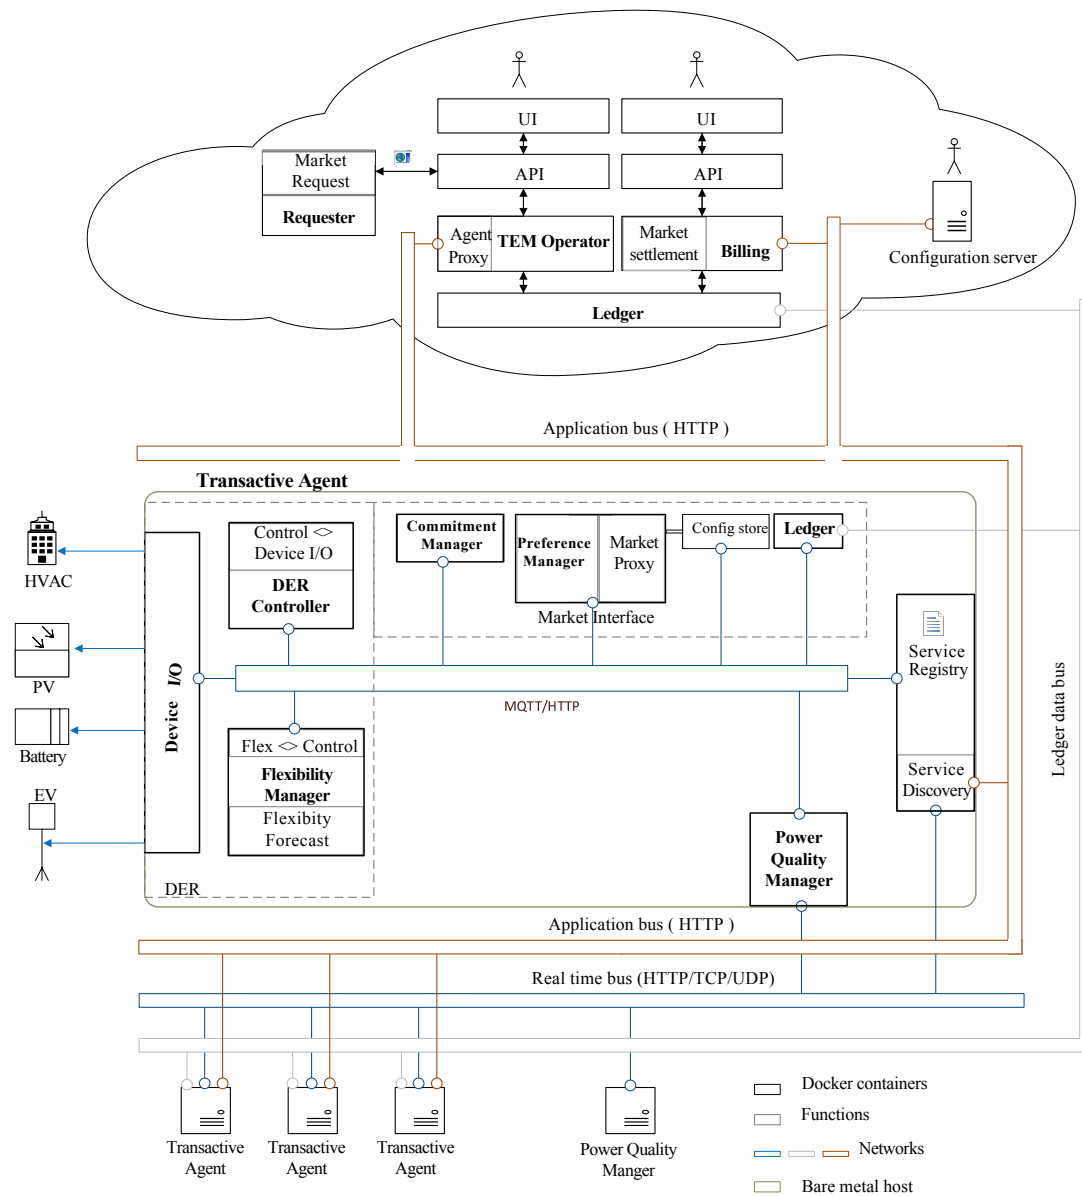 UI
UI
Market
Request
Requester
API
API
Agent
Proxy
TEM Operator
Market
settlement
Billing
Configuration server
Ledger
Application bus ( HTTP )
Transactive Agent
Control <>
Device I/O
DER
Controller
Commitment
Manager
Preference
Manager
Market
Proxy
Config store
Ledger
Market Interface
HVAC
PV
Battery
EV
Device I/O
MQTT/HTTP
Service
Registry
Service
Discovery
Flex <> Control
Flexibility
Manager
Flexibity
Forecast
Power
Quality
Manager
DER
Ledger data bus
Application bus ( HTTP )
Real time bus (HTTP/TCP/UDP)
Transactive
Agent
Transactive
Agent
Transactive
Agent
Power Quality
Manger
Docker containers
Functions
Networks
Bare metal host